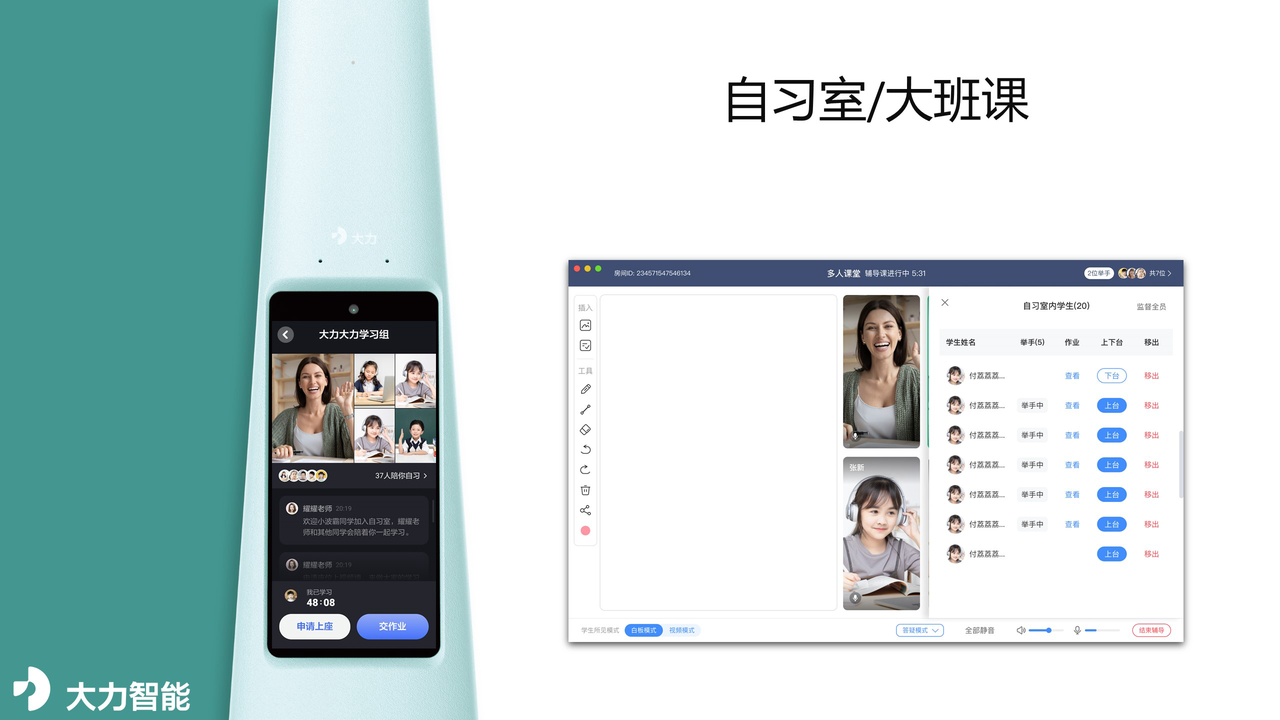 自习室/大班课
大力
大力大力学习组
37人陪你自习
耀耀老师 20:19
欢迎小波霸同学加入自习室，耀耀老
师和其他同学会陪着你一起学习。
耀耀老师 20:19
我已学习
48:08
申请上座
交作业
大力智能
房间ID: 234571547546134
多人课堂 辅导课进行中 5:31
2位举手
共7位
插入
工具
张新
自习室内学生(20)
监督全员
学生姓名 举手(5) 作业 上下台 移出
付荔荔荔... 查看 下台 移出
付荔荔荔... 举手中 查看 上台 移出
付荔荔荔... 举手中 查看 上台 移出
付荔荔荔... 举手中 查看 上台 移出
付荔荔荔... 举手中 查看 上台 移出
付荔荔荔... 举手中 查看 上台 移出
付荔荔荔... 上台 移出
学生所见模式 白板模式 视频模式
答疑模式
全部静音
结束辅导